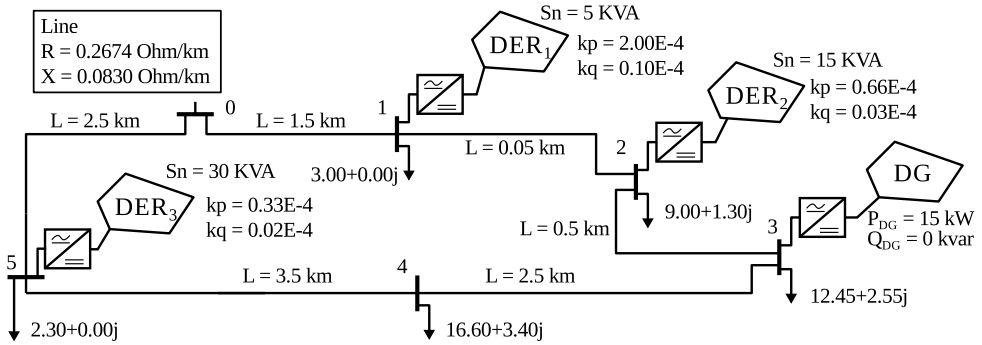 Line
R = 0.2674 Ohm/km
X = 0.0830 Ohm/km
Sn = 5 KVA
DER1
kp = 2.00E-4
kq = 0.10E-4
Sn = 15 KVA
DER2
kp = 0.66E-4
kq = 0.03E-4
0
1
L = 2.5 km
L = 1.5 km
L = 0.05 km
2
3.00+0.00j
Sn = 30 KVA
DER3
kp = 0.33E-4
kq = 0.02E-4
9.00+1.30j
DG
PDG = 15 kW
QDG = 0 kvar
L = 0.5 km
3
5
4
L = 3.5 km
L = 2.5 km
12.45+2.55j
2.30+0.00j
16.60+3.40j